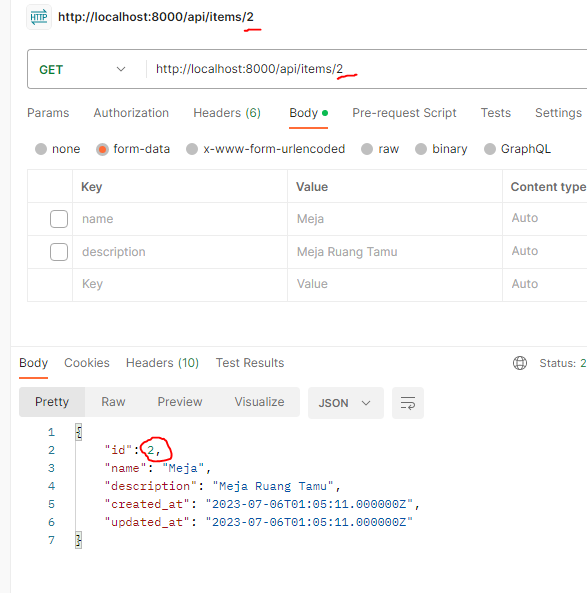 HTTP http://localhost:8000/api/items/2
GET http://localhost:8000/api/items/2
Params Authorization Headers (6) Body Pre-request Script Tests Settings
none form-data x-www-form-urlencoded raw binary GraphQL
Key Value Content type
name Meja Auto
description Meja Ruang Tamu Auto
Key Value Auto
Body Cookies Headers (10) Test Results Status: 2
Pretty Raw Preview Visualize JSON
1 {
2 "id": 2,
3 "name": "Meja",
4 "description": "Meja Ruang Tamu",
5 "created_at": "2023-07-06T01:05:11.000000Z",
6 "updated_at": "2023-07-06T01:05:11.000000Z"
7 }